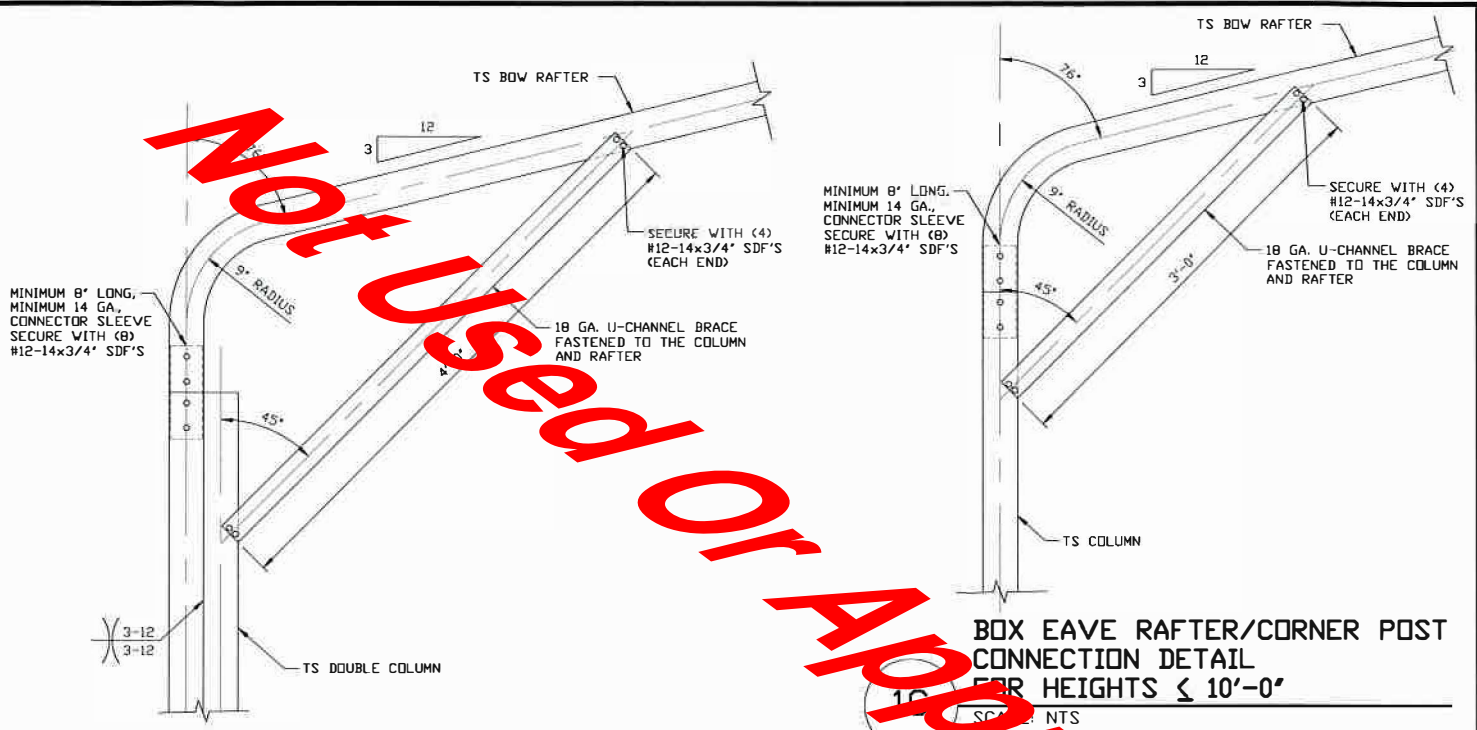 TS BOW RAFTER
12
3
76°
9" RADIUS
MINIMUM 8" LONG,
MINIMUM 14 GA.,
CONNECTOR SLEEVE
SECURE WITH (8)
#12-14x3/4" SDF'S
SECURE WITH (4)
#12-14x3/4" SDF'S
(EACH END)
18 GA. U-CHANNEL BRACE
FASTENED TO THE COLUMN
AND RAFTER
45°
3-12
3-12
TS DOUBLE COLUMN
TS BOW RAFTER
12
3
76°
9" RADIUS
MINIMUM 8" LONG,
MINIMUM 14 GA.,
CONNECTOR SLEEVE
SECURE WITH (8)
#12-14x3/4" SDF'S
SECURE WITH (4)
#12-14x3/4" SDF'S
(EACH END)
18 GA. U-CHANNEL BRACE
FASTENED TO THE COLUMN
AND RAFTER
3'-0"
45°
TS COLUMN
BOX EAVE RAFTER/CORNER POST
CONNECTION DETAIL
FOR HEIGHTS ≤ 10'-0"
SCALE: NTS
Not Used Or App